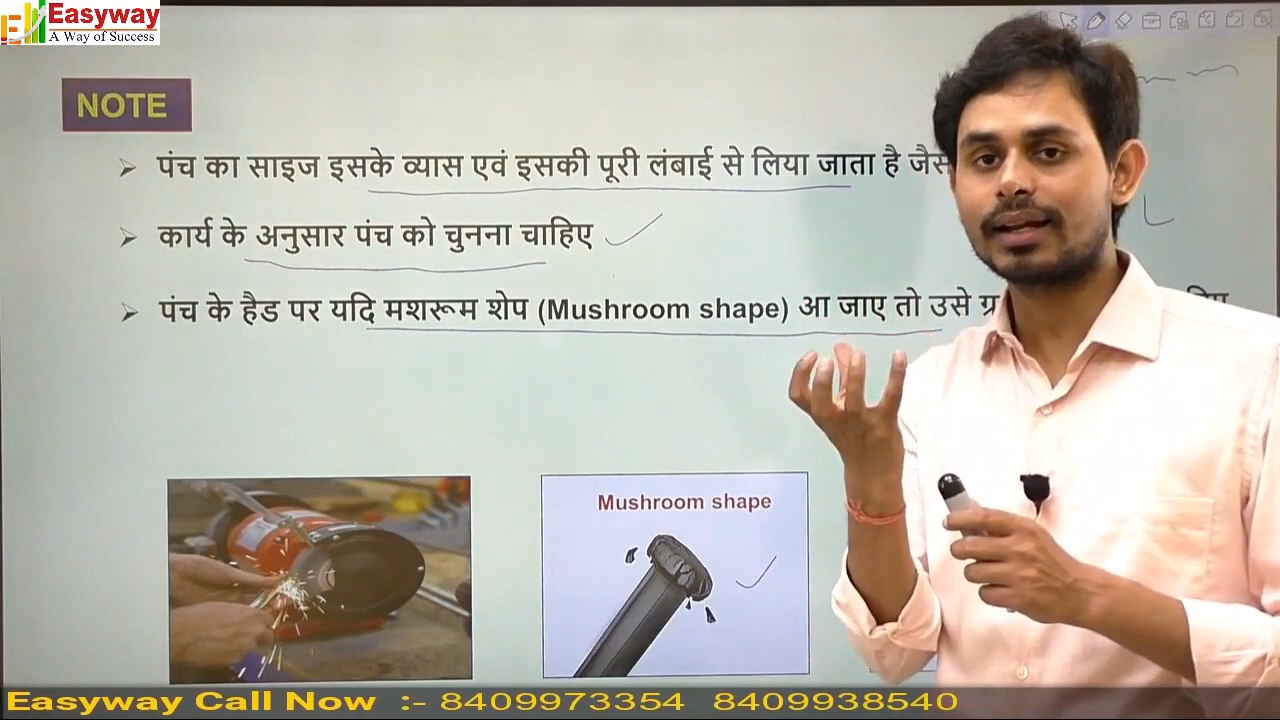 Easyway
A Way of Success
NOTE
➢ पंच का साइज इसके व्यास एवं इसकी पूरी लंबाई से लिया जाता है जैस
➢ कार्य के अनुसार पंच को चुनना चाहिए
➢ पंच के हैड पर यदि मशरूम शेप (Mushroom shape) आ जाए तो उसे
Mushroom shape
Easyway Call Now :- 8409973354 8409938540